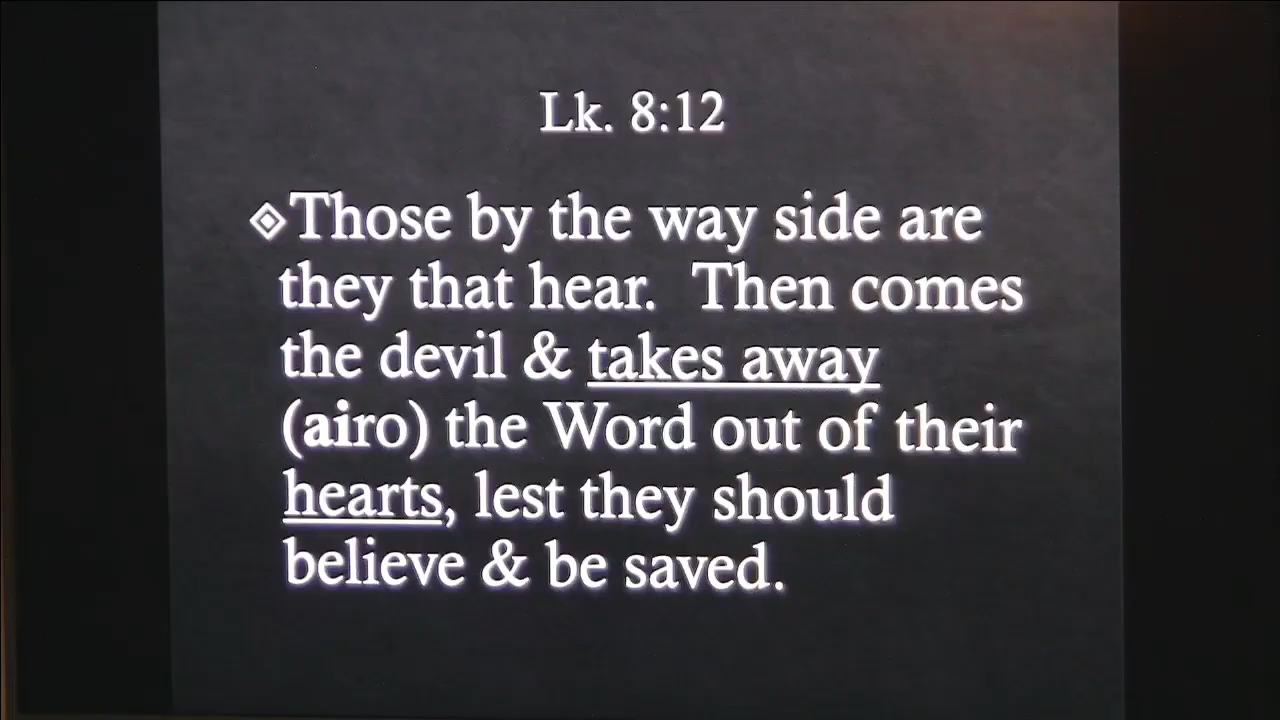 Lk. 8:12
Those by the way side are
they that hear. Then comes
the devil & takes away
(airo) the Word out of their
hearts, lest they should
believe & be saved.